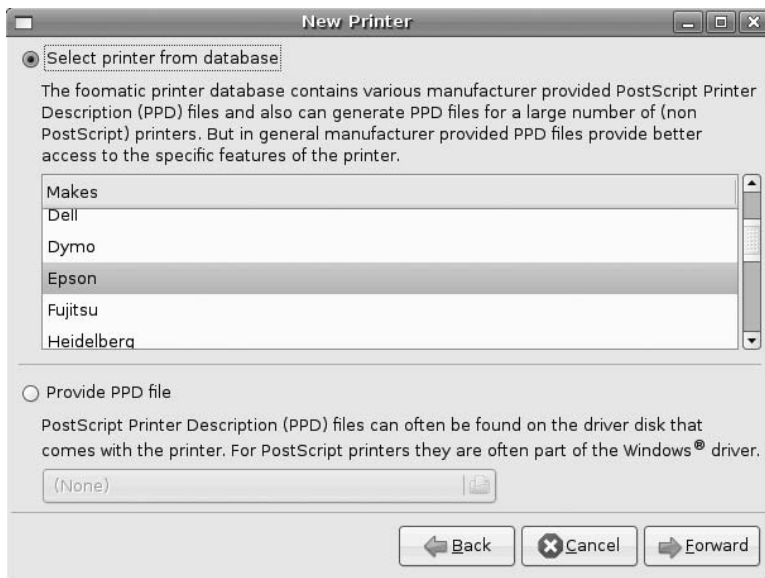 New Printer
Select printer from database
The foomatic printer database contains various manufacturer provided PostScript Printer
Description (PPD) files and also can generate PPD files for a large number of (non
PostScript) printers. But in general manufacturer provided PPD files provide better
access to the specific features of the printer.
Makes
Dell
Dymo
Epson
Fujitsu
Heidelberg
Provide PPD file
PostScript Printer Description (PPD) files can often be found on the driver disk that
comes with the printer. For PostScript printers they are often part of the Windows® driver.
(None)
Back Cancel Forward